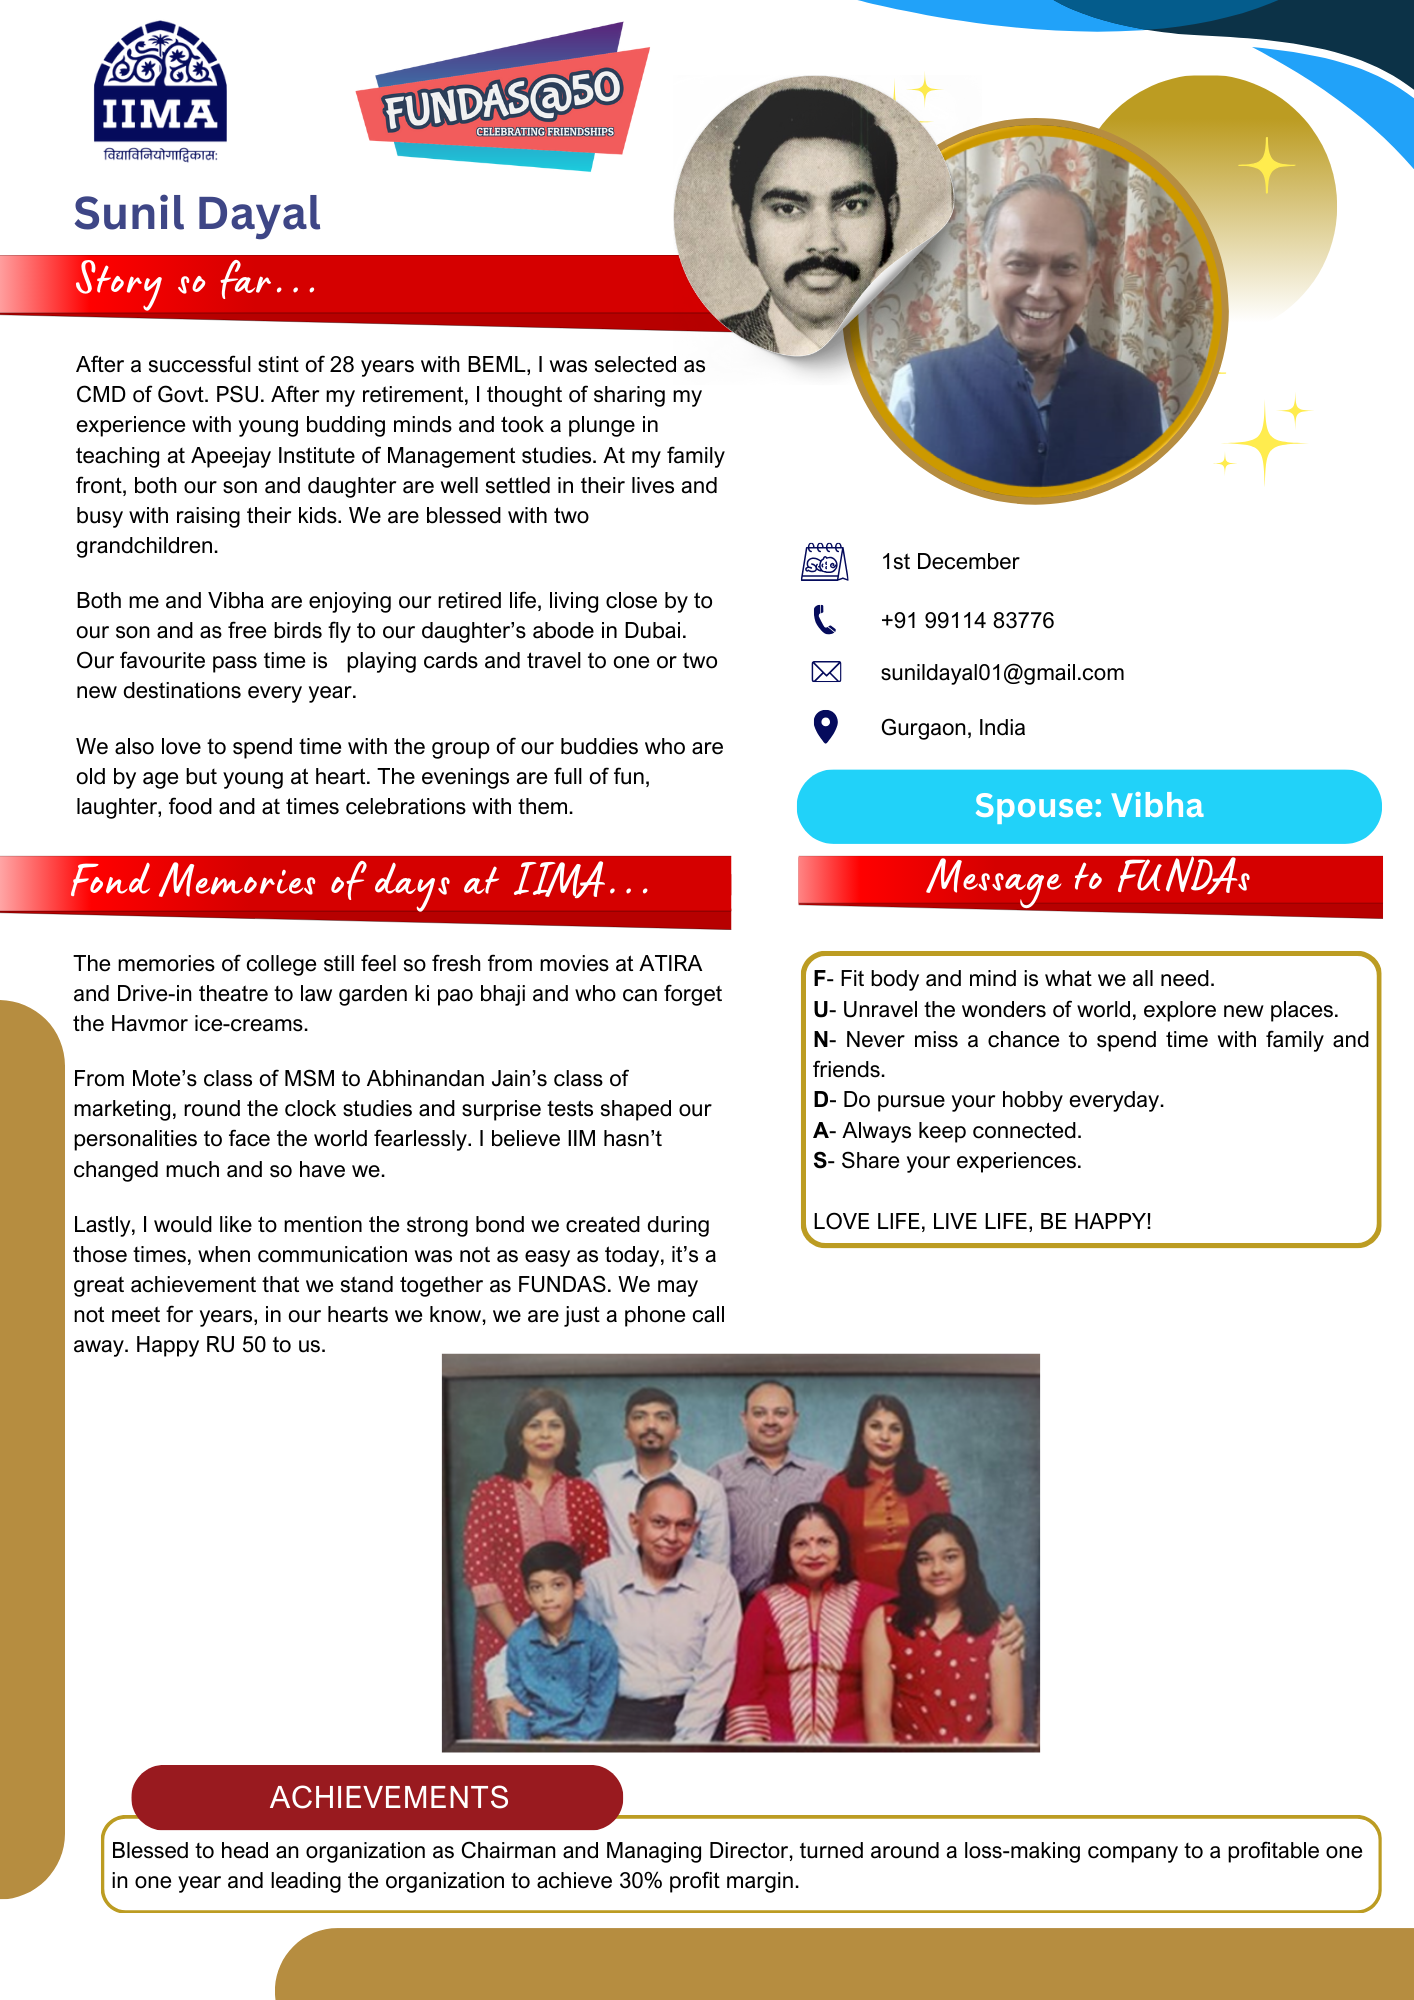 IIMA
विद्याविनियोगाद्विकास:
FUNDAS@50
CELEBRATING FRIENDSHIPS
Sunil Dayal
Story so far...
After a successful stint of 28 years with BEML, I was selected as
CMD of Govt. PSU. After my retirement, I thought of sharing my
experience with young budding minds and took a plunge in
teaching at Apeejay Institute of Management studies. At my family
front, both our son and daughter are well settled in their lives and
busy with raising their kids. We are blessed with two
grandchildren.
Both me and Vibha are enjoying our retired life, living close by to
our son and as free birds fly to our daughter's abode in Dubai.
Our favourite pass time is playing cards and travel to one or two
new destinations every year.
We also love to spend time with the group of our buddies who are
old by age but young at heart. The evenings are full of fun,
laughter, food and at times celebrations with them.
1st December
+91 99114 83776
sunildayal01@gmail.com
Gurgaon, India
Spouse: Vibha
Fond Memories of days at IIMA...
The memories of college still feel so fresh from movies at ATIRA
and Drive-in theatre to law garden ki pao bhaji and who can forget
the Havmor ice-creams.
From Mote's class of MSM to Abhinandan Jain's class of
marketing, round the clock studies and surprise tests shaped our
personalities to face the world fearlessly. I believe IIM hasn't
changed much and so have we.
Lastly, I would like to mention the strong bond we created during
those times, when communication was not as easy as today, it's a
great achievement that we stand together as FUNDAS. We may
not meet for years, in our hearts we know, we are just a phone call
away. Happy RU 50 to us.
Message to FUNDAs
F- Fit body and mind is what we all need.
U- Unravel the wonders of world, explore new places.
N- Never miss a chance to spend time with family and
friends.
D- Do pursue your hobby everyday.
A- Always keep connected.
S- Share your experiences.
LOVE LIFE, LIVE LIFE, BE HAPPY!
ACHIEVEMENTS
Blessed to head an organization as Chairman and Managing Director, turned around a loss-making company to a profitable one
in one year and leading the organization to achieve 30% profit margin.